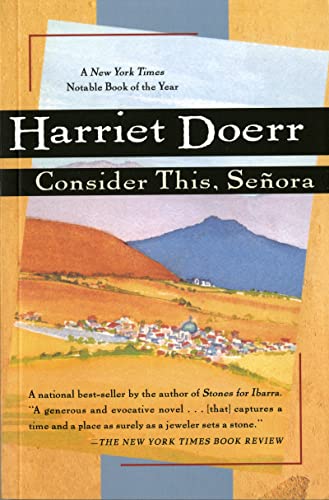 A New York Times
Notable Book of the Year
Harriet Doerr
Consider This, Señora
A national best-seller by the author of Stones for Ibarra.
"A generous and evocative novel . . . [that] captures a
time and a place as surely as a jeweler sets a stone."
—THE NEW YORK TIMES BOOK REVIEW